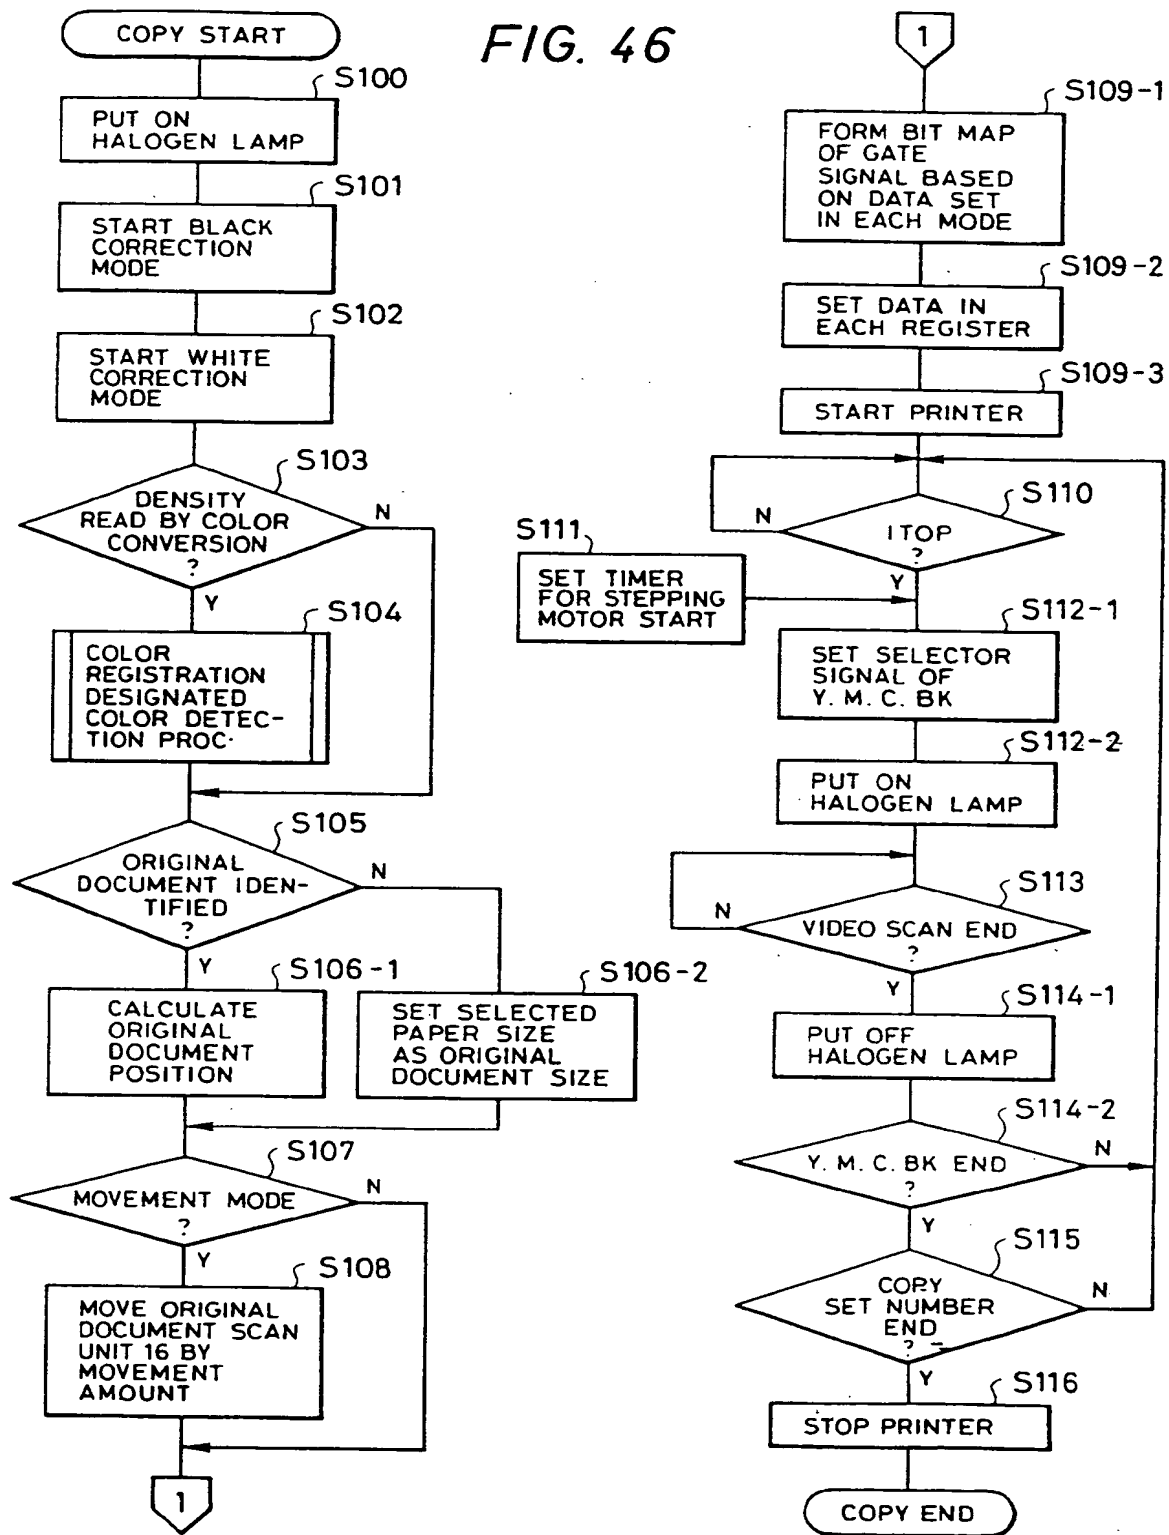 FIG. 46
COPY START
S100
PUT ON
HALOGEN LAMP
S101
START BLACK
CORRECTION
MODE
S102
START WHITE
CORRECTION
MODE
S103
DENSITY
READ BY COLOR
CONVERSION
?
N
Y
S104
COLOR
REGISTRATION
DESIGNATED
COLOR DETEC-
TION PROC.
S105
ORIGINAL
DOCUMENT IDEN-
TIFIED
?
N
Y
S106-1
CALCULATE
ORIGINAL
DOCUMENT
POSITION
S106-2
SET SELECTED
PAPER SIZE
AS ORIGINAL
DOCUMENT SIZE
S107
MOVEMENT MODE
?
N
Y
S108
MOVE ORIGINAL
DOCUMENT SCAN
UNIT 16 BY
MOVEMENT
AMOUNT
1
1
S109-1
FORM BIT MAP
OF GATE
SIGNAL BASED
ON DATA SET
IN EACH MODE
S109-2
SET DATA IN
EACH REGISTER
S109-3
START PRINTER
S110
ITOP
?
N
Y
S111
SET TIMER
FOR STEPPING
MOTOR START
S112-1
SET SELECTOR
SIGNAL OF
Y. M. C. BK
S112-2
PUT ON
HALOGEN LAMP
S113
VIDEO SCAN END
?
N
Y
S114-1
PUT OFF
HALOGEN LAMP
S114-2
Y. M. C. BK END
?
N
Y
S115
COPY
SET NUMBER
END
?
N
Y
S116
STOP PRINTER
COPY END